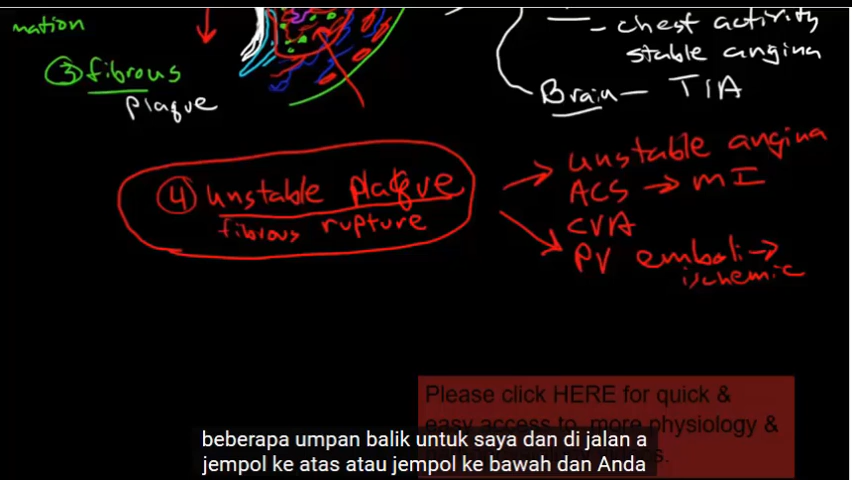 mation
③ fibrous
plaque
- chest activity
stable angina
Brain — TIA
④ unstable plaque
fibrous rupture
unstable angina
ACS → MI
CVA
PV emboli →
ischemic
Please click HERE for quick &
easy access to more physiology &
beberapa umpan balik untuk saya dan di jalan a
jempol ke atas atau jempol ke bawah dan Anda